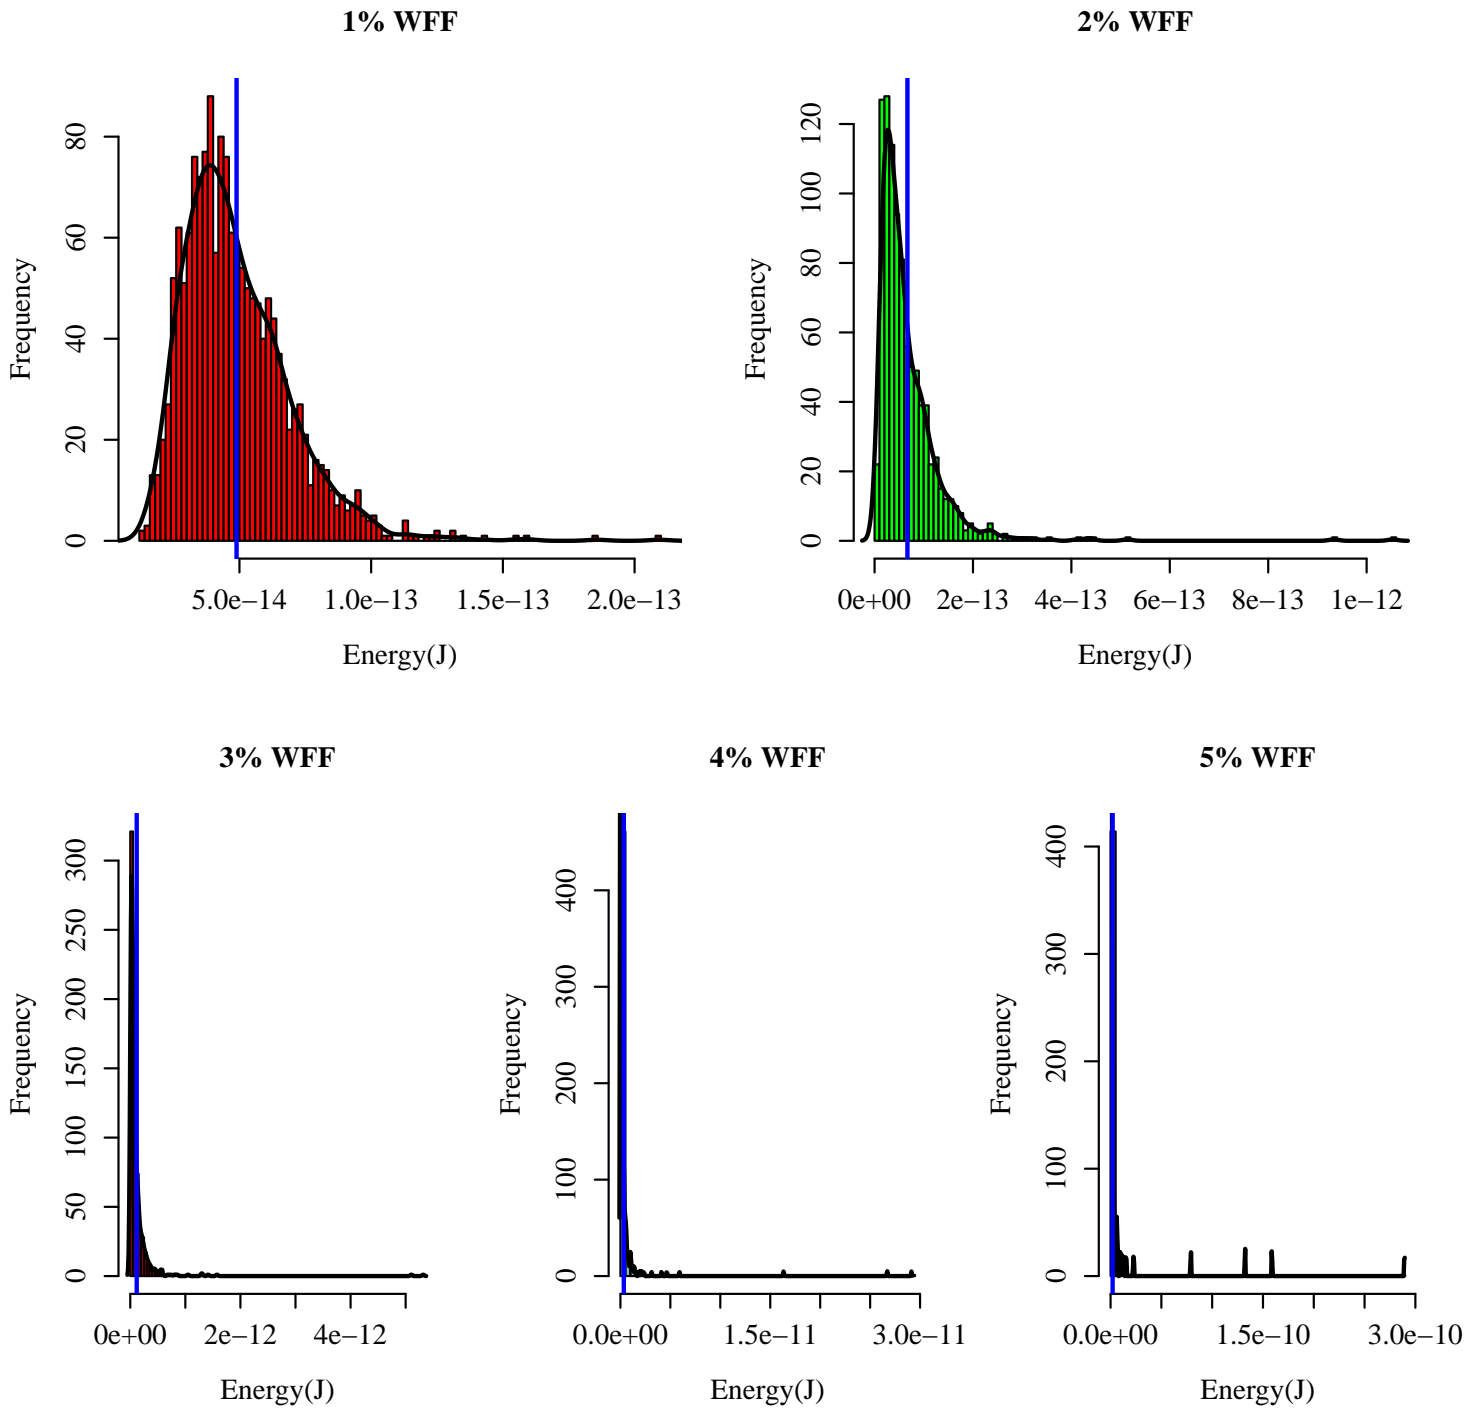 1% WFF
Frequency
0 20 40 60 80
5.0e−14 1.0e−13 1.5e−13 2.0e−13
Energy(J)
2% WFF
Frequency
0 20 40 60 80 100 120
0e+00 2e−13 4e−13 6e−13 8e−13 1e−12
Energy(J)
3% WFF
Frequency
0 50 100 150 200 250 300
0e+00 2e−12 4e−12
Energy(J)
4% WFF
Frequency
0 100 200 300 400
0.0e+00 1.5e−11 3.0e−11
Energy(J)
5% WFF
Frequency
0 100 200 300 400
0.0e+00 1.5e−10 3.0e−10
Energy(J)